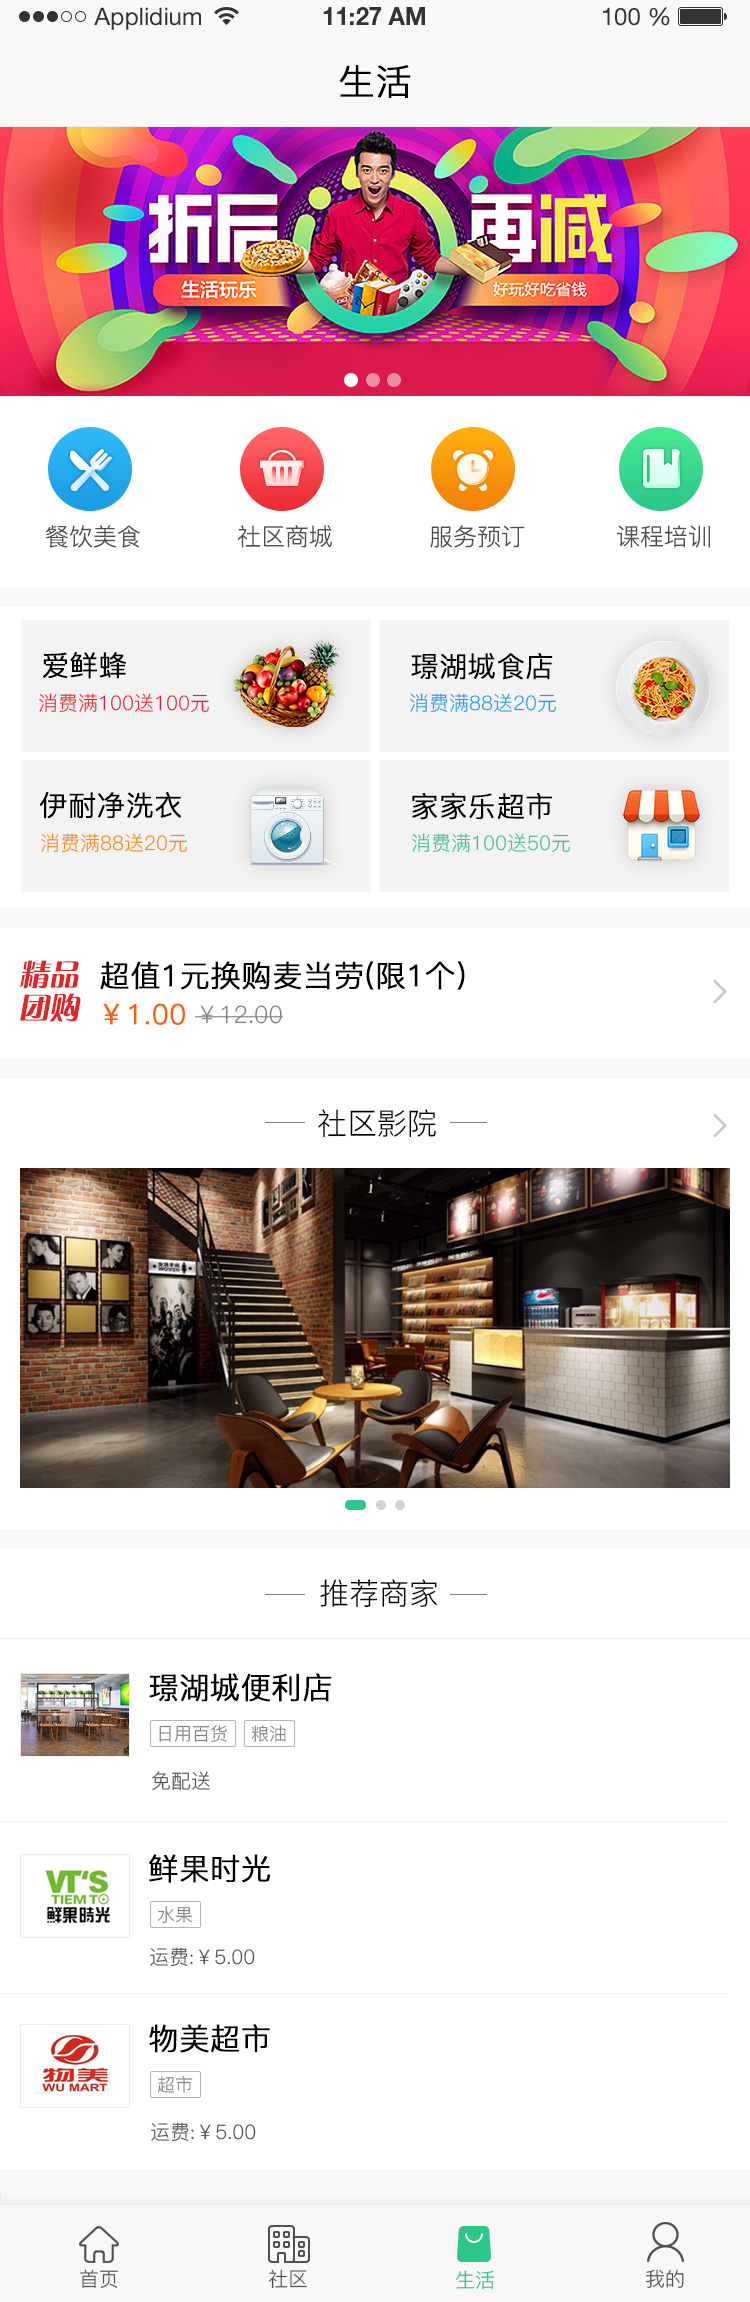 Applidium 11:27 AM 100 %
生活
折后 再减
生活玩乐 好玩好吃省钱
餐饮美食 社区商城 服务预订 课程培训
爱鲜蜂
消费满100送100元
璟湖城食店
消费满88送20元
伊耐净洗衣
消费满88送20元
家家乐超市
消费满100送50元
精品
团购
超值1元换购麦当劳(限1个)
¥ 1.00 ¥ 12.00
社区影院
WOMEN
推荐商家
璟湖城便利店
日用百货 粮油
免配送
VT'S
TIEM TO
鲜果時光
鲜果时光
水果
运费:¥5.00
物美
WU MART
物美超市
超市
运费:¥5.00
首页 社区 生活 我的